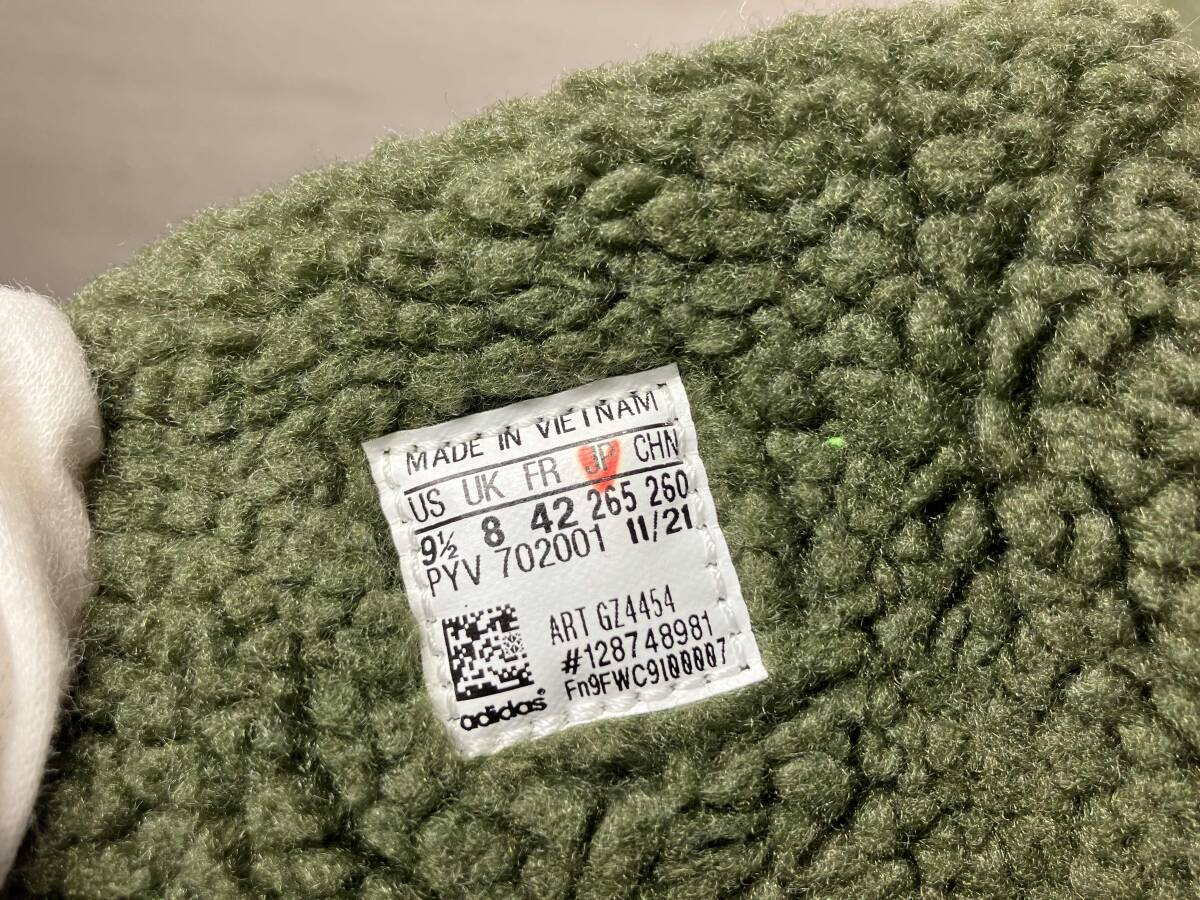 MADE IN VIETNAM
US UK FR JP CHN
9½ 8 42 265 260
PYV 702001 11/21
ART GZ4454
#128748981
Fn9FWC9I00007
adidas®